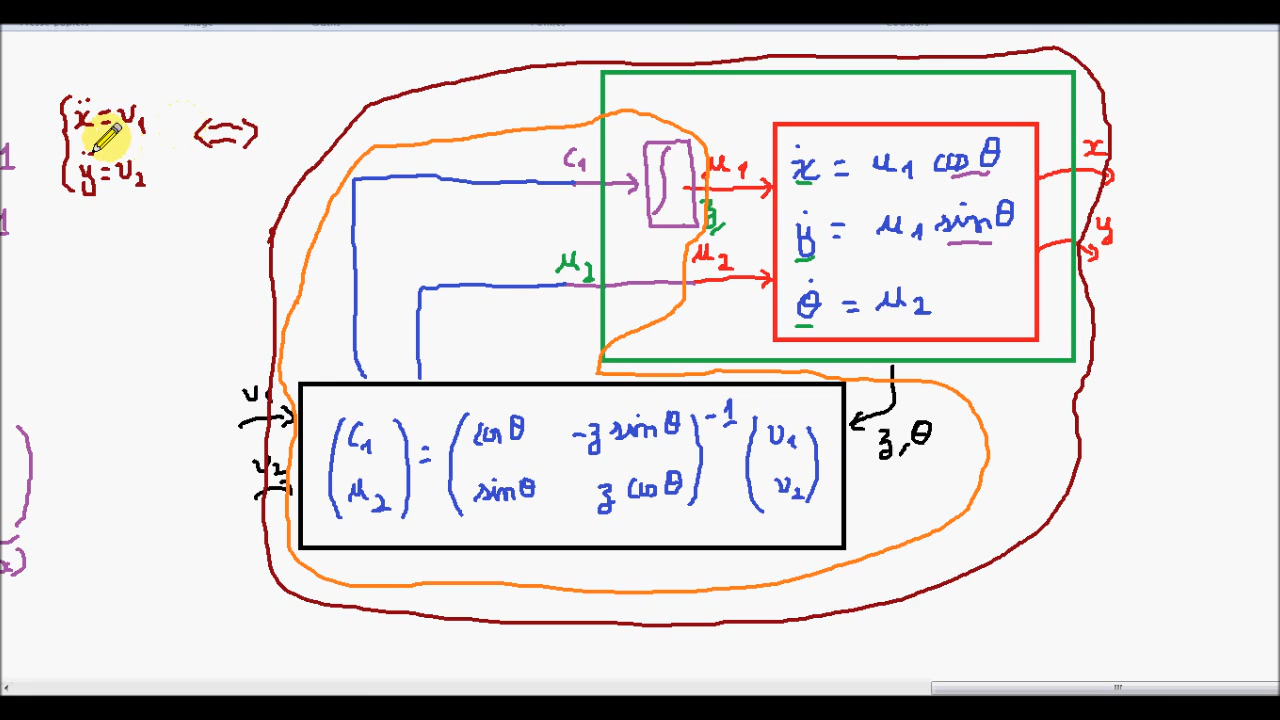 ẍ = v1
ÿ = v2
⇔
c1
∫
u1
z
u2
u2
ẋ = u1 cos θ
ẏ = u1 sin θ
θ̇ = u2
x
y
v1
v2
(c1 u2) = (cos θ -z sin θ sin θ z cos θ)-1 (v1 v2)
z, θ